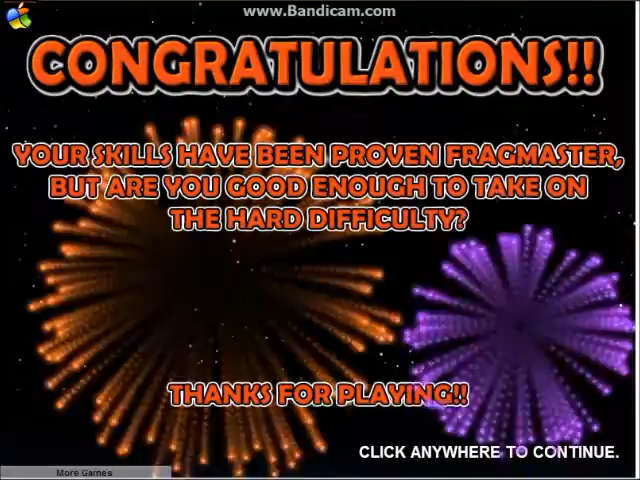 www.Bandicam.com
CONGRATULATIONS!!
YOUR SKILLS HAVE BEEN PROVEN FRAGMASTER,
BUT ARE YOU GOOD ENOUGH TO TAKE ON
THE HARD DIFFICULTY?
THANKS FOR PLAYING!!
CLICK ANYWHERE TO CONTINUE.
More Games